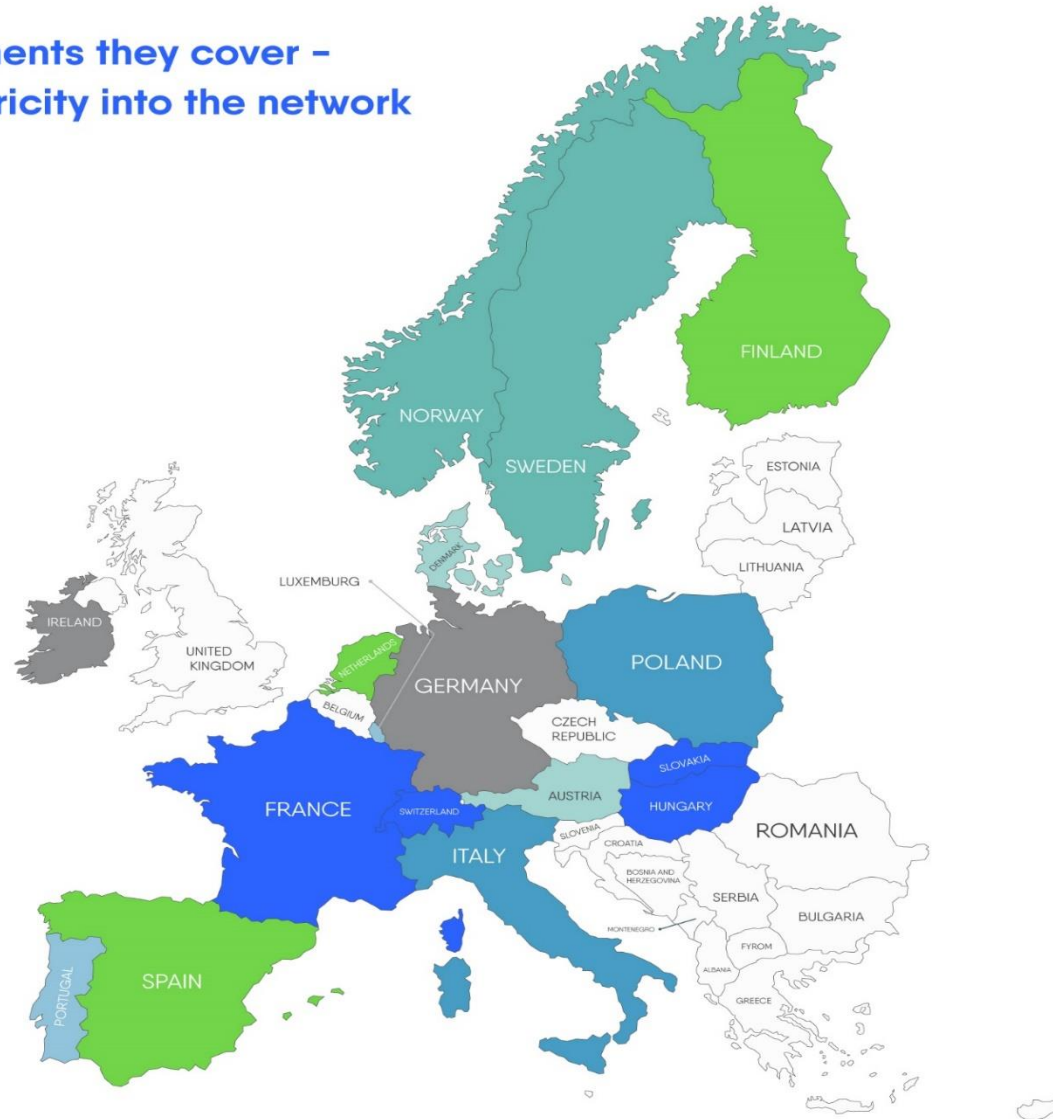 nents they cover –
ricity into the network
FINLAND
NORWAY
SWEDEN
ESTONIA
LATVIA
LITHUANIA
DENMARK
LUXEMBURG
IRELAND
UNITED
KINGDOM
NETHERLANDS
POLAND
GERMANY
BELGIUM
CZECH
REPUBLIC
SLOVAKIA
AUSTRIA
HUNGARY
FRANCE
SWITZERLAND
ROMANIA
SLOVENIA
CROATIA
ITALY
BOSNIA AND
HERZEGOVINA
SERBIA
BULGARIA
MONTENEGRO
FYROM
ALBANIA
SPAIN
PORTUGAL
GREECE